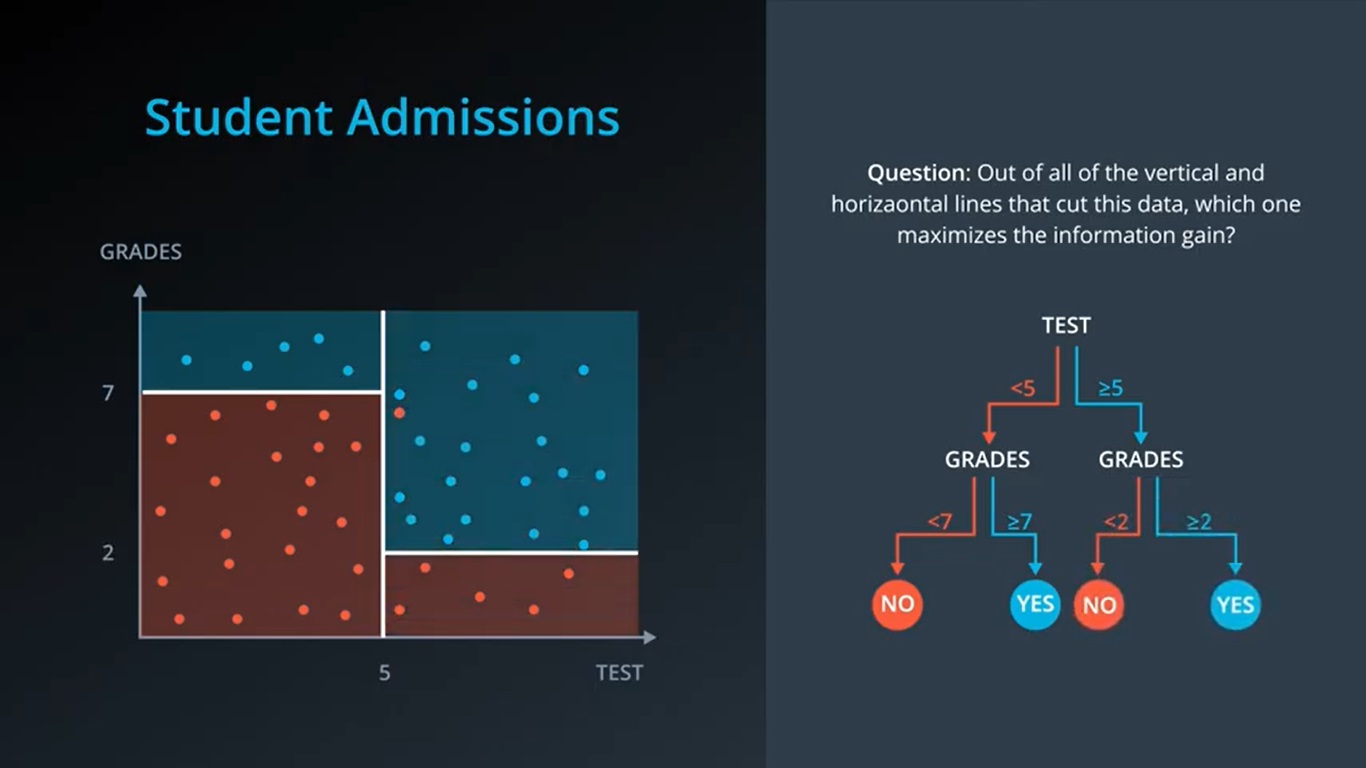 Student Admissions
GRADES
7
2
5
TEST
Question: Out of all of the vertical and
horizaontal lines that cut this data, which one
maximizes the information gain?
TEST
<5
≥5
GRADES
GRADES
<7
≥7
<2
≥2
NO
YES
NO
YES